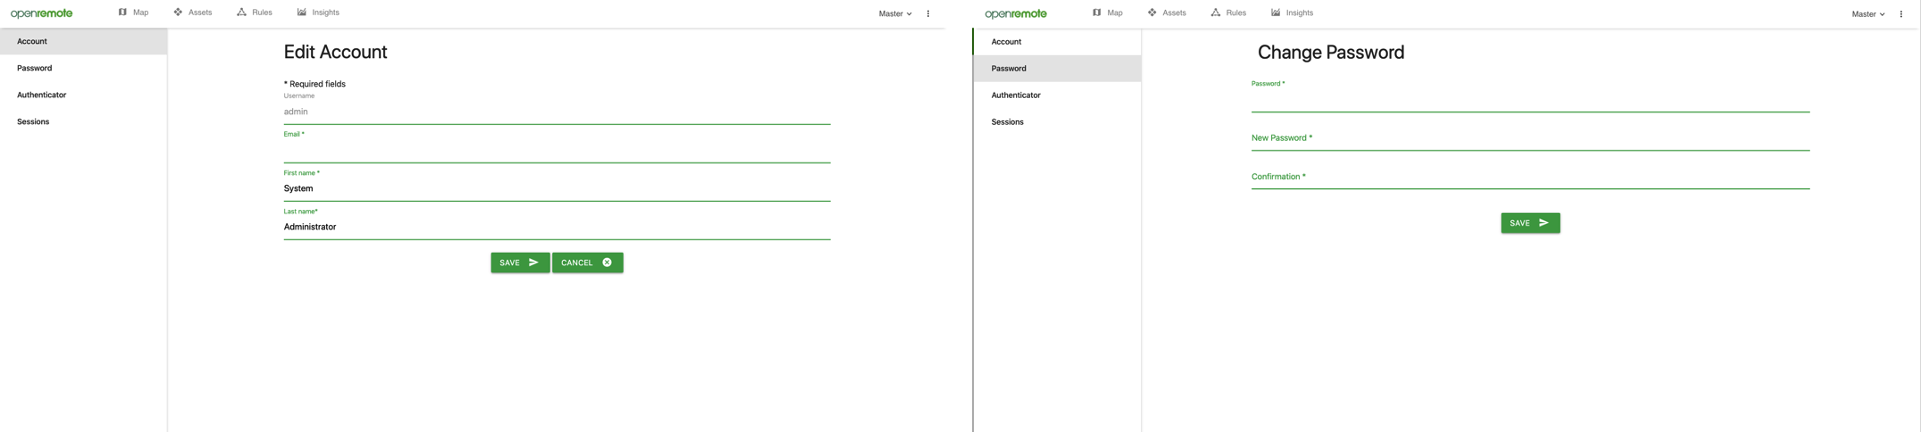 openremote Map Assets Rules Insights Master
Account
Password
Authenticator
Sessions
Edit Account
* Required fields
Username
admin
Email *
First name *
System
Last name*
Administrator
SAVE CANCEL
openremote Map Assets Rules Insights Master
Account
Password
Authenticator
Sessions
Change Password
Password *
New Password *
Confirmation *
SAVE